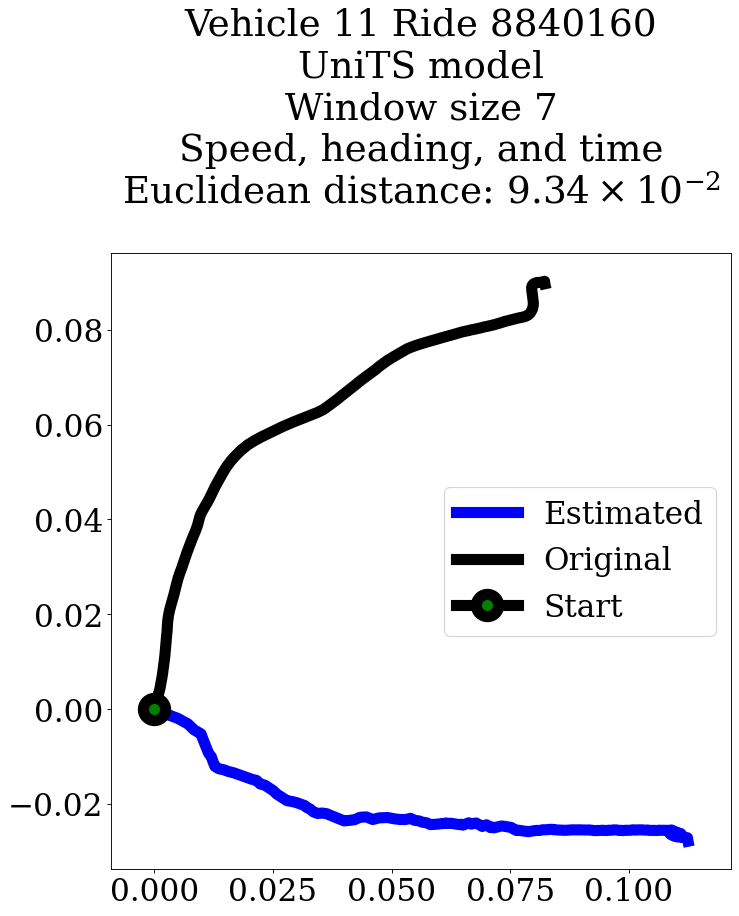 Vehicle 11 Ride 8840160
UniTS model
Window size 7
Speed, heading, and time
Euclidean distance: 9.34 × 10⁻²
0.08
0.06
0.04
0.02
0.00
−0.02
Estimated
Original
Start
0.000 0.025 0.050 0.075 0.100